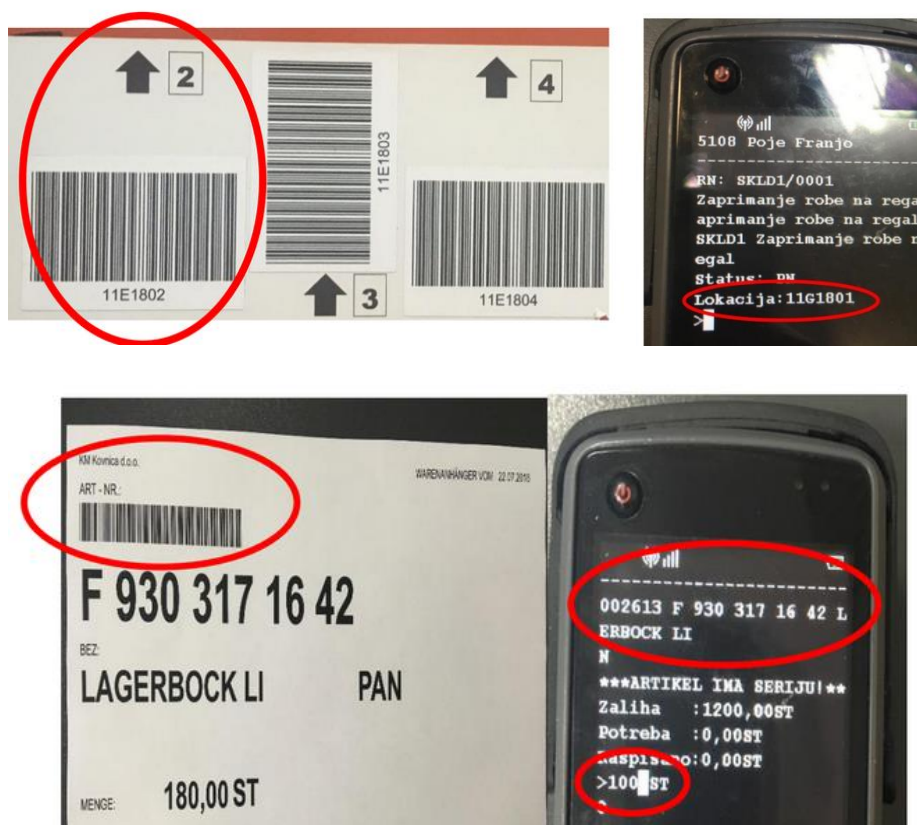 2
4
11E1803
11E1802
3
11E1804
5108 Poje Franjo
RN: SKLD1/0001
Zaprimanje robe na rega
aprimanje robe na regal
SKLD1 Zaprimanje robe n
egal
Status: PN
Lokacija:11G1801
>
KM Kovnica d.o.o.
WARENANHÄNGER VOM 22.07.2016
ART - NR.:
F 930 317 16 42
BEZ:
LAGERBOCK LI PAN
MENGE: 180,00 ST
002613 F 930 317 16 42 L
ERBOCK LI
N
***ARTIKEL IMA SERIJU!**
Zaliha :1200,00ST
Potreba :0,00ST
Raspisano:0,00ST
>100 ST